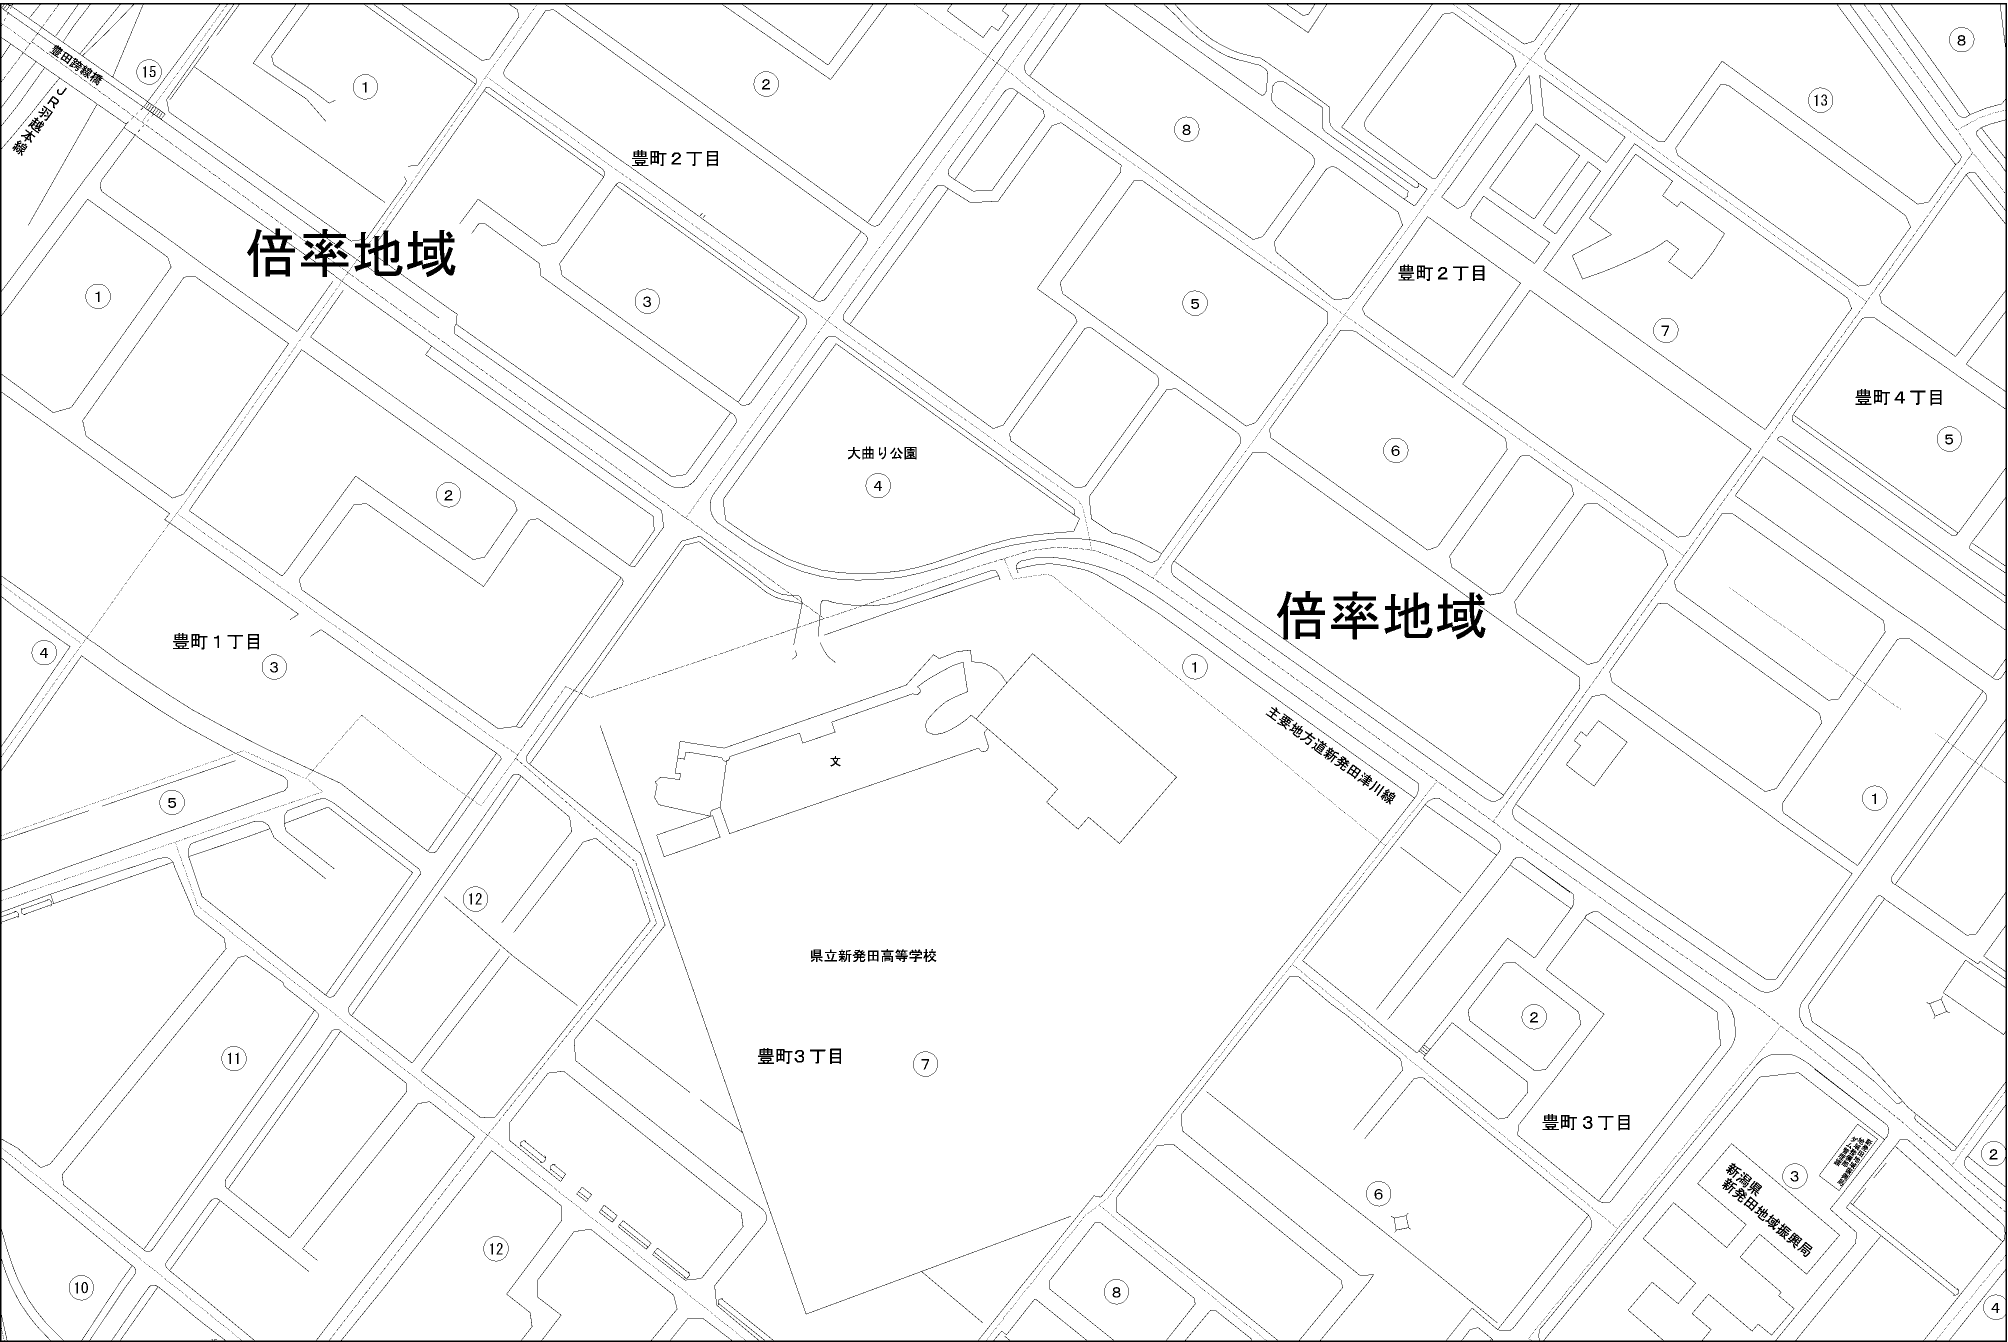 8
豊田跨線橋
15
1
2
13
JR羽越本線
8
豊町2丁目
倍率地域
豊町2丁目
1
3
5
7
豊町4丁目
5
大曲り公園
6
4
2
倍率地域
豊町1丁目
4
3
1
主要地方道新発田津川線
文
5
1
12
県立新発田高等学校
2
豊町3丁目
11
7
豊町3丁目
2
3
新潟県
新発田地域振興局
6
12
10
8
4